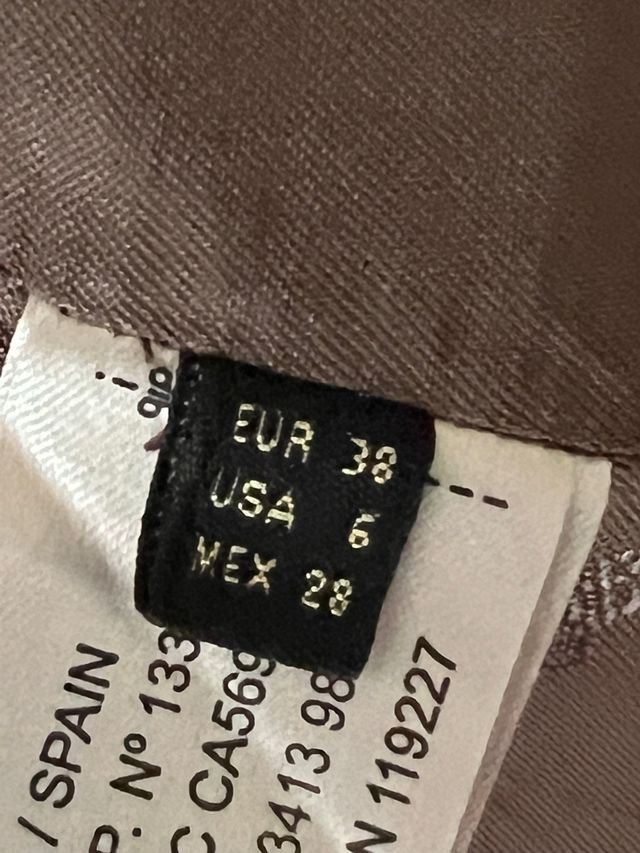 EUR 38
USA 6
MEX 28
/ SPAIN
P. Nº 133
C CA569
3413 98
N 119227